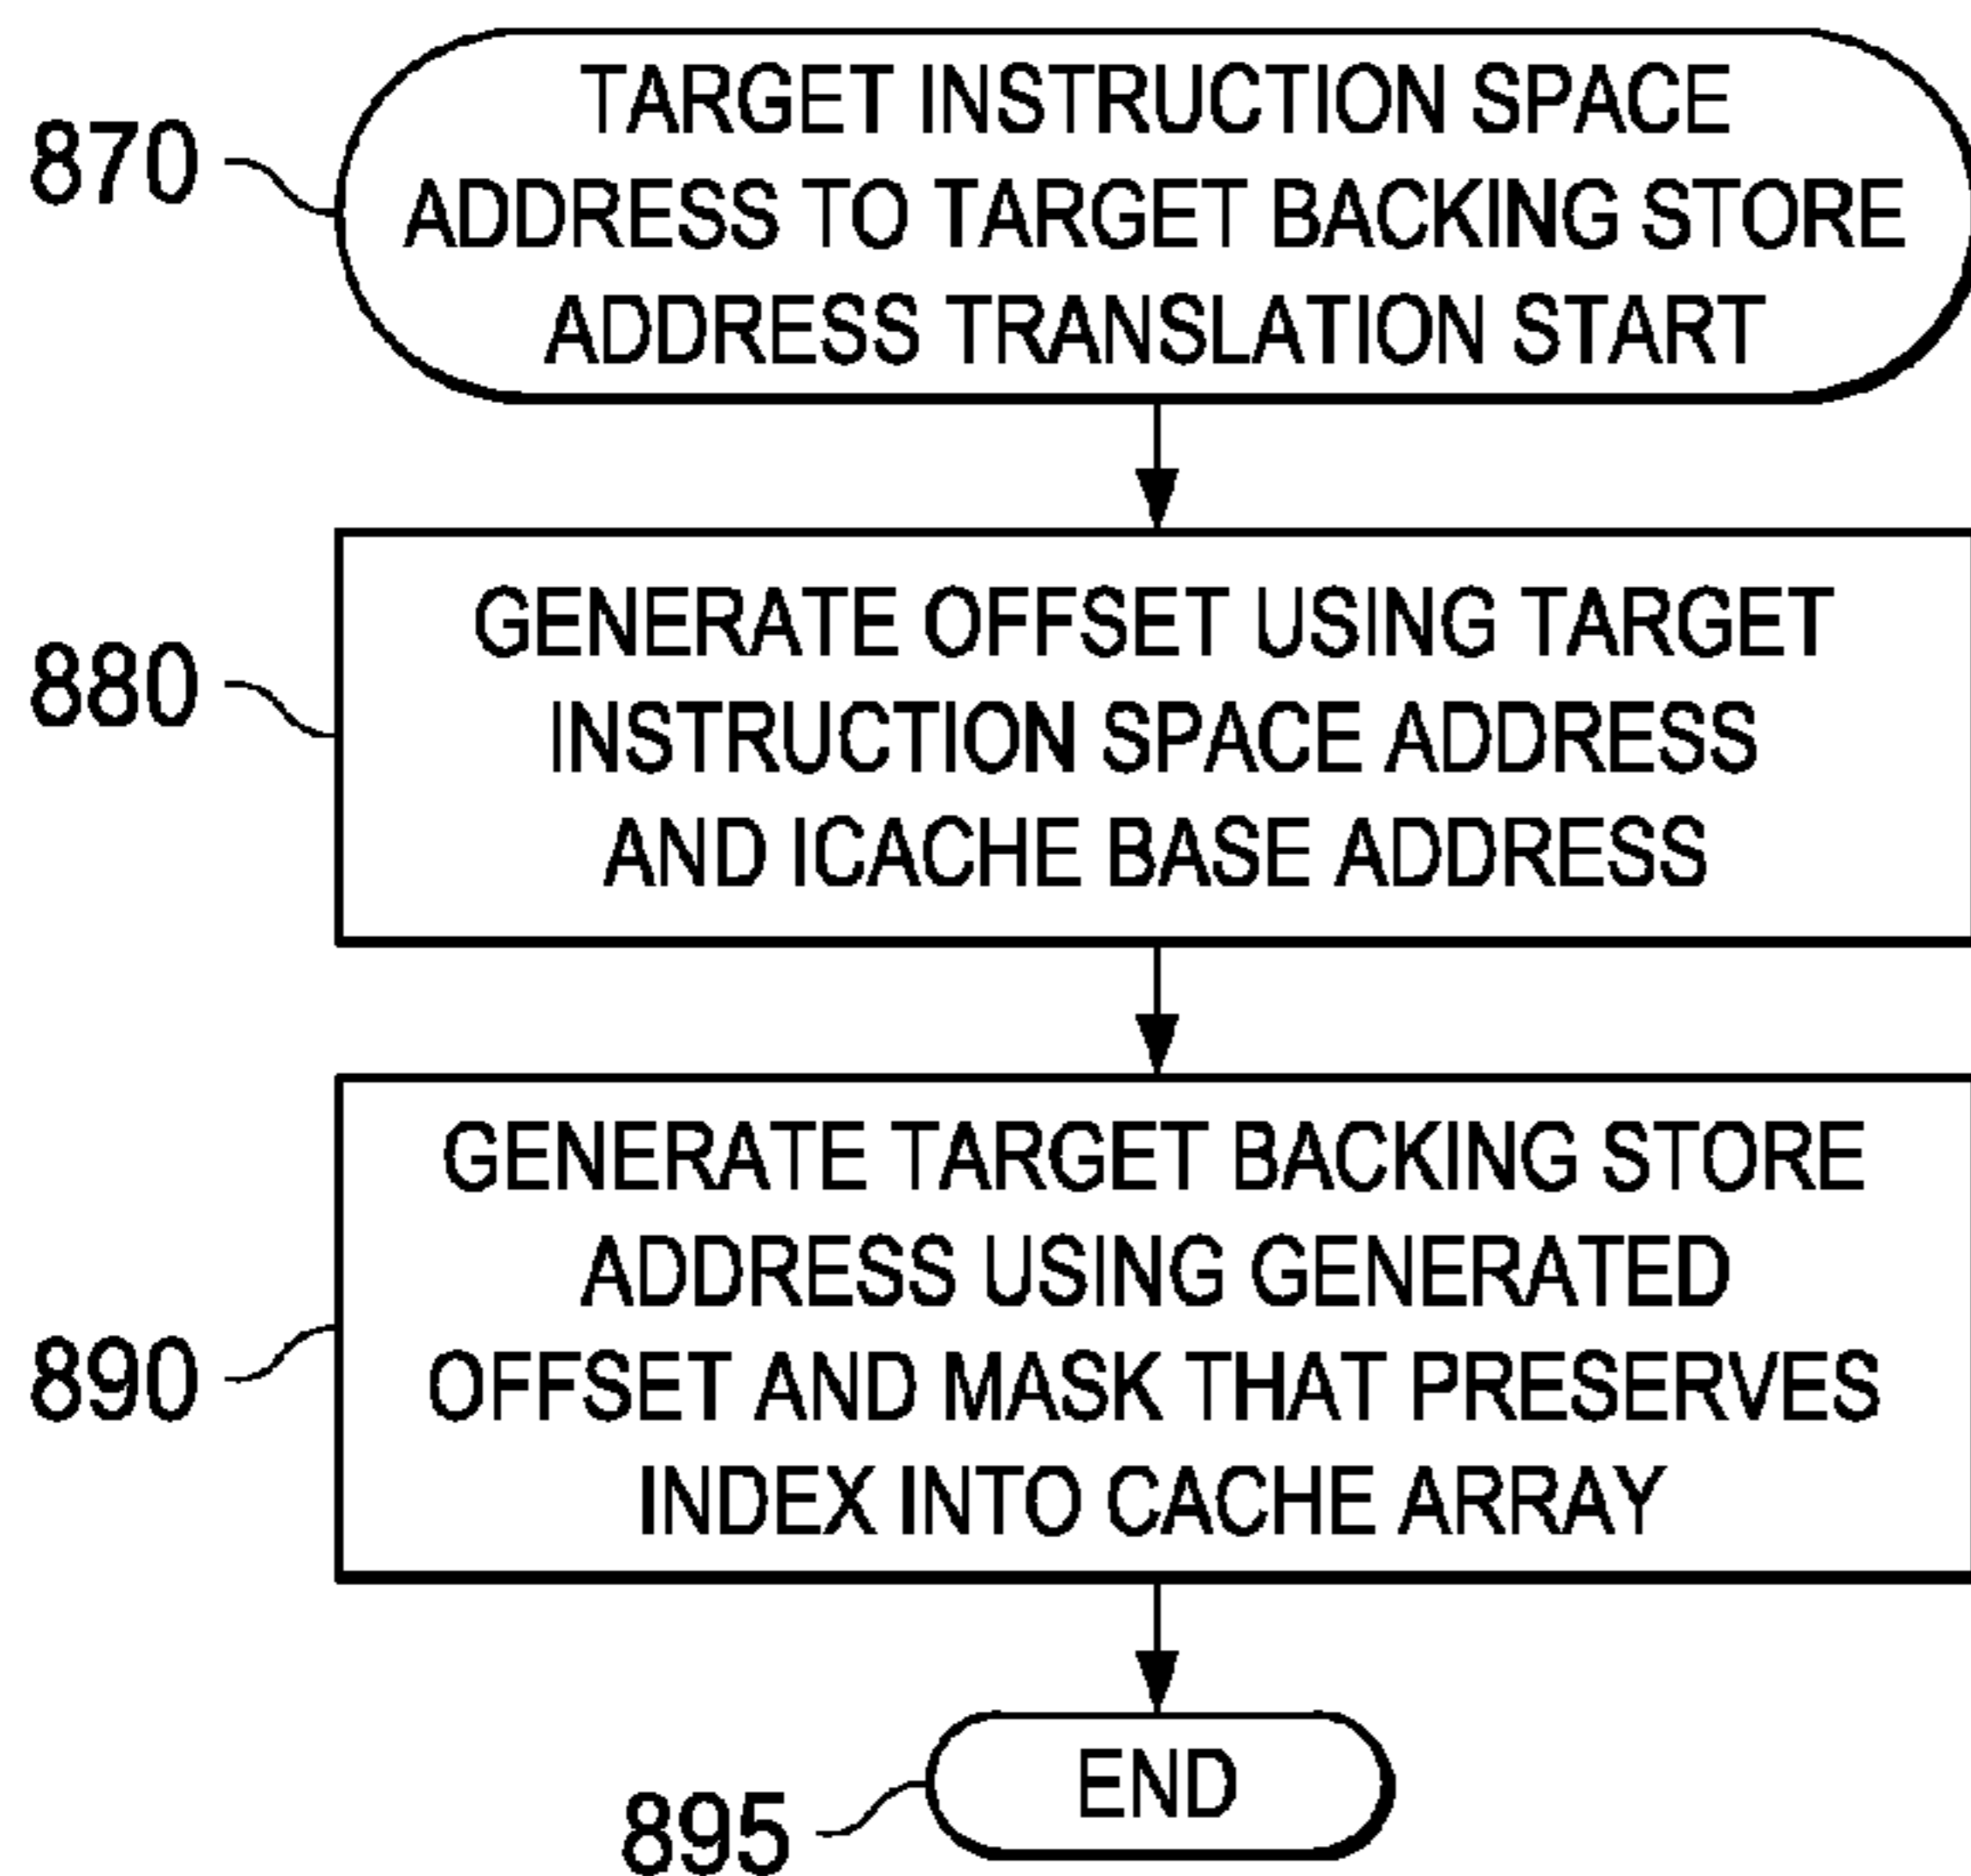 870
TARGET INSTRUCTION SPACE
ADDRESS TO TARGET BACKING STORE
ADDRESS TRANSLATION START
880
GENERATE OFFSET USING TARGET
INSTRUCTION SPACE ADDRESS
AND ICACHE BASE ADDRESS
890
GENERATE TARGET BACKING STORE
ADDRESS USING GENERATED
OFFSET AND MASK THAT PRESERVES
INDEX INTO CACHE ARRAY
895
END